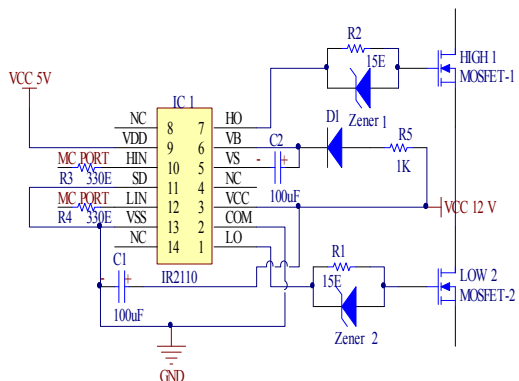 R2
15E
Zener 1
HIGH 1
MOSFET-1
VCC 5V
IC 1
NC 8 7 HO
VDD 9 6 VB
MC PORT HIN 10 5 VS
R3 330E SD 11 4 NC
MC PORT LIN 12 3 VCC
R4 330E VSS 13 2 COM
NC 14 1 LO
IR2110
C2
- +
100uF
D1
R5
1K
VCC 12 V
C1
- +
100uF
R1
15E
Zener 2
LOW 2
MOSFET-2
GND